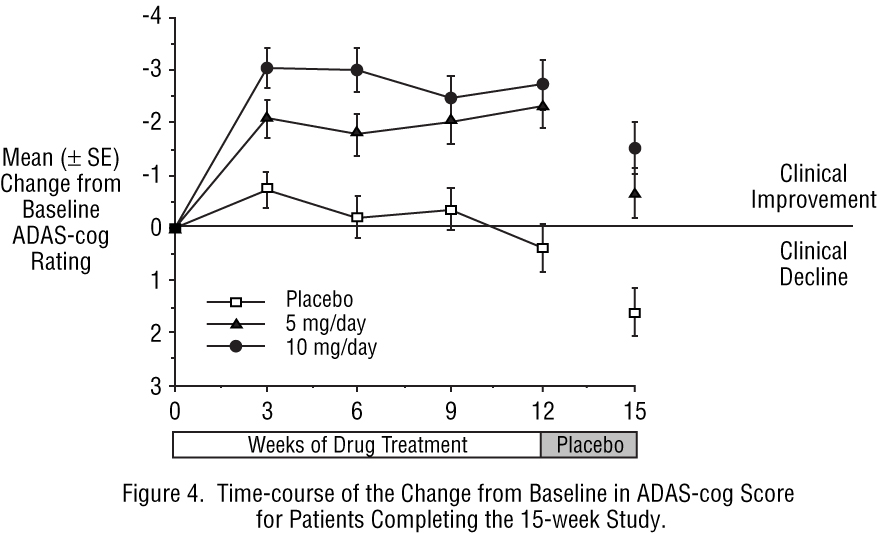 -4
-3
-2
-1
0
1
2
3
Mean (± SE)
Change from
Baseline
ADAS-cog
Rating
Clinical
Improvement
Clinical
Decline
Placebo
5 mg/day
10 mg/day
0 3 6 9 12 15
Weeks of Drug Treatment Placebo
Figure 4. Time-course of the Change from Baseline in ADAS-cog Score
for Patients Completing the 15-week Study.